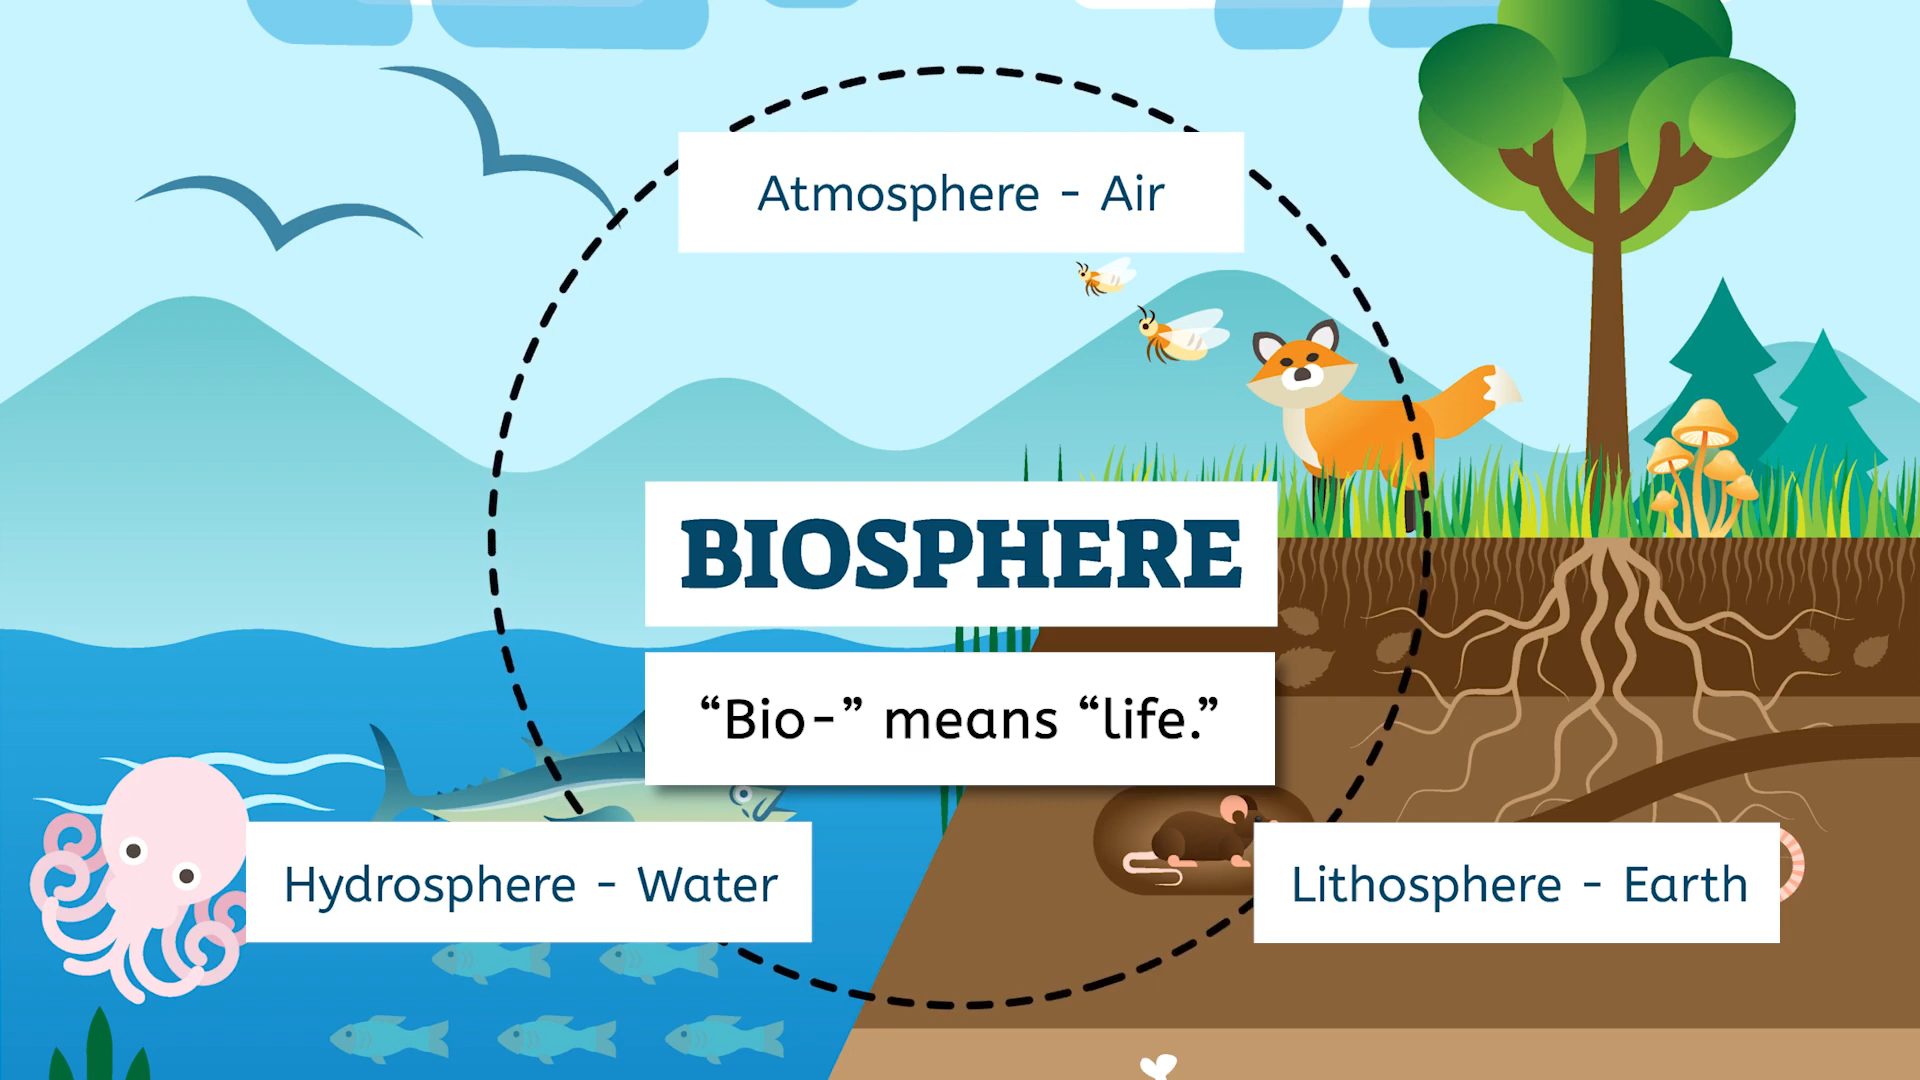 Atmosphere - Air
BIOSPHERE
“Bio-” means “life.”
Hydrosphere - Water
Lithosphere - Earth